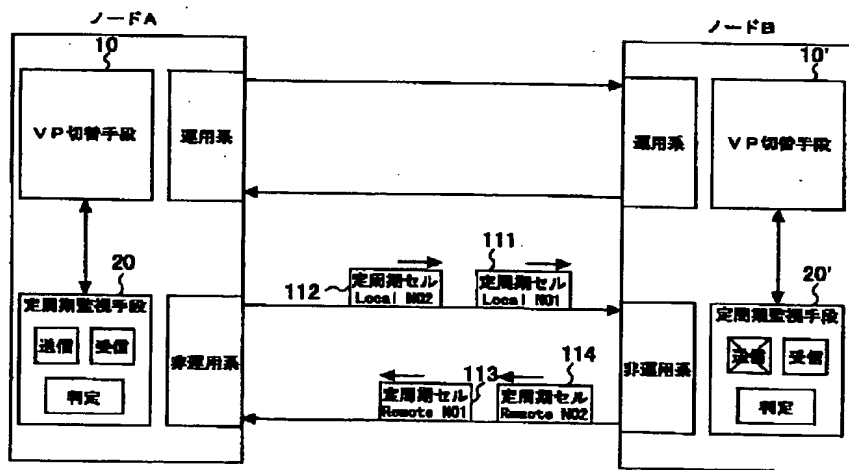 ノードA
ノードB
10
10'
VP切替手段
運用系
運用系
VP切替手段
20
112
定周期セル
Local NO2
111
定周期セル
Local NO1
20'
定周期監視手段
送信
受信
判定
非運用系
113
定周期セル
Remote NO1
114
定周期セル
Remote NO2
非運用系
定周期監視手段
送信
受信
判定